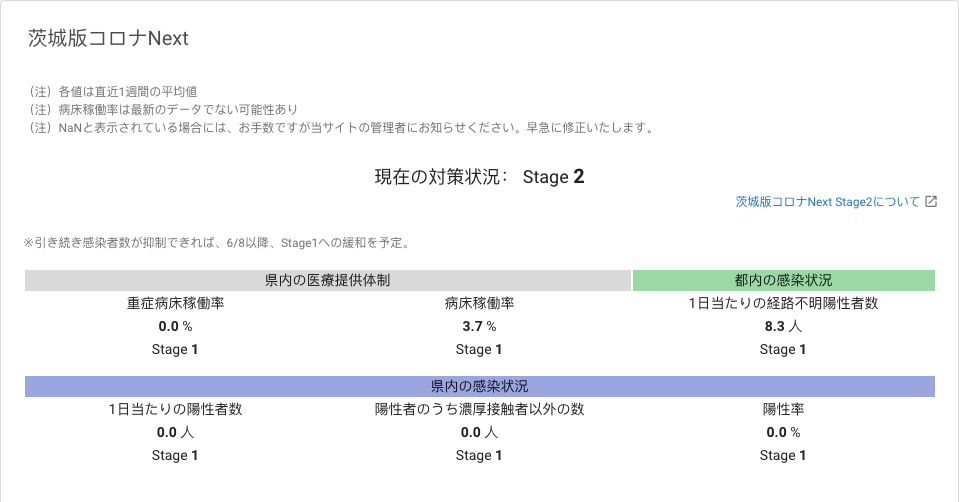 茨城版コロナNext
（注）各値は直近1週間の平均値
（注）病床稼働率は最新のデータでない可能性あり
（注）NaNと表示されている場合には、お手数ですが当サイトの管理者にお知らせください。早急に修正いたします。
現在の対策状況： Stage 2
茨城版コロナNext Stage2について
※引き続き感染者数が抑制できれば、6/8以降、Stage1への緩和を予定。
県内の医療提供体制 都内の感染状況
重症病床稼働率 病床稼働率 1日当たりの経路不明陽性者数
0.0 % 3.7 % 8.3 人
Stage 1 Stage 1 Stage 1
県内の感染状況
1日当たりの陽性者数 陽性者のうち濃厚接触者以外の数 陽性率
0.0 人 0.0 人 0.0 %
Stage 1 Stage 1 Stage 1